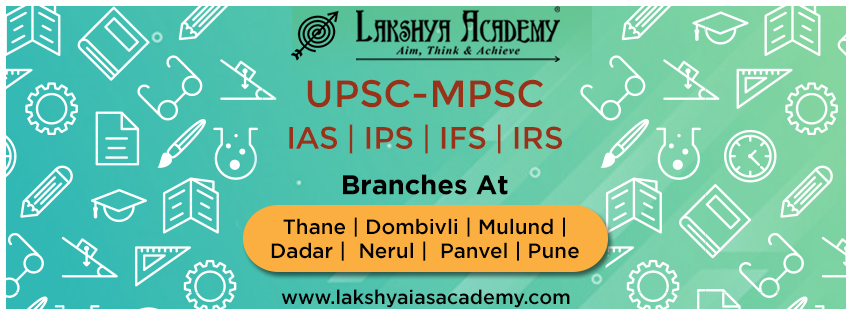 LAKSHYA ACADEMY®
Aim, Think & Achieve
UPSC-MPSC
IAS | IPS | IFS | IRS
Branches At
Thane | Dombivli | Mulund |
Dadar | Nerul | Panvel | Pune
www.lakshyaiasacademy.com